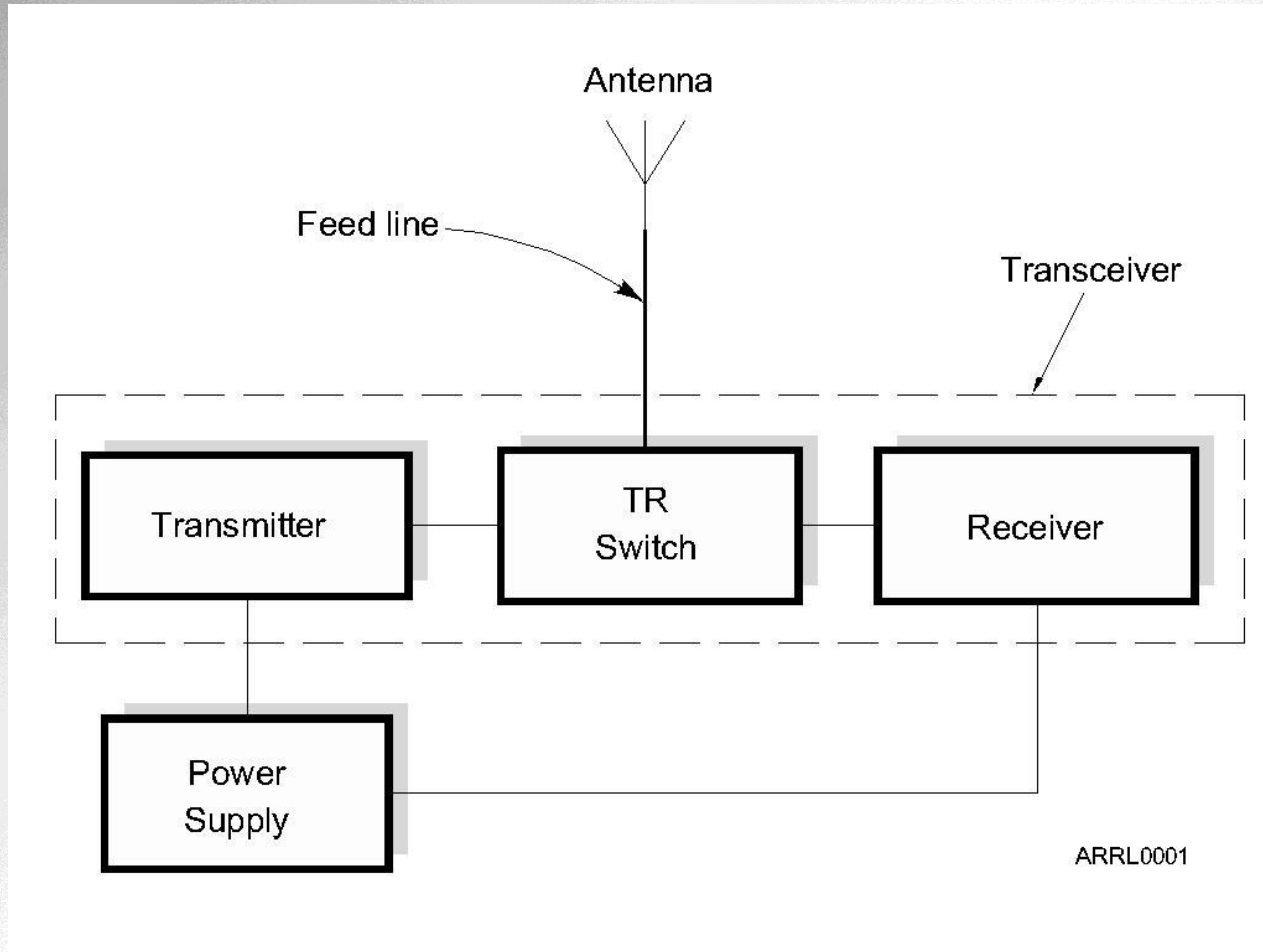 Antenna
Feed line
Transceiver
Transmitter
TR
Switch
Receiver
Power
Supply
ARRL0001